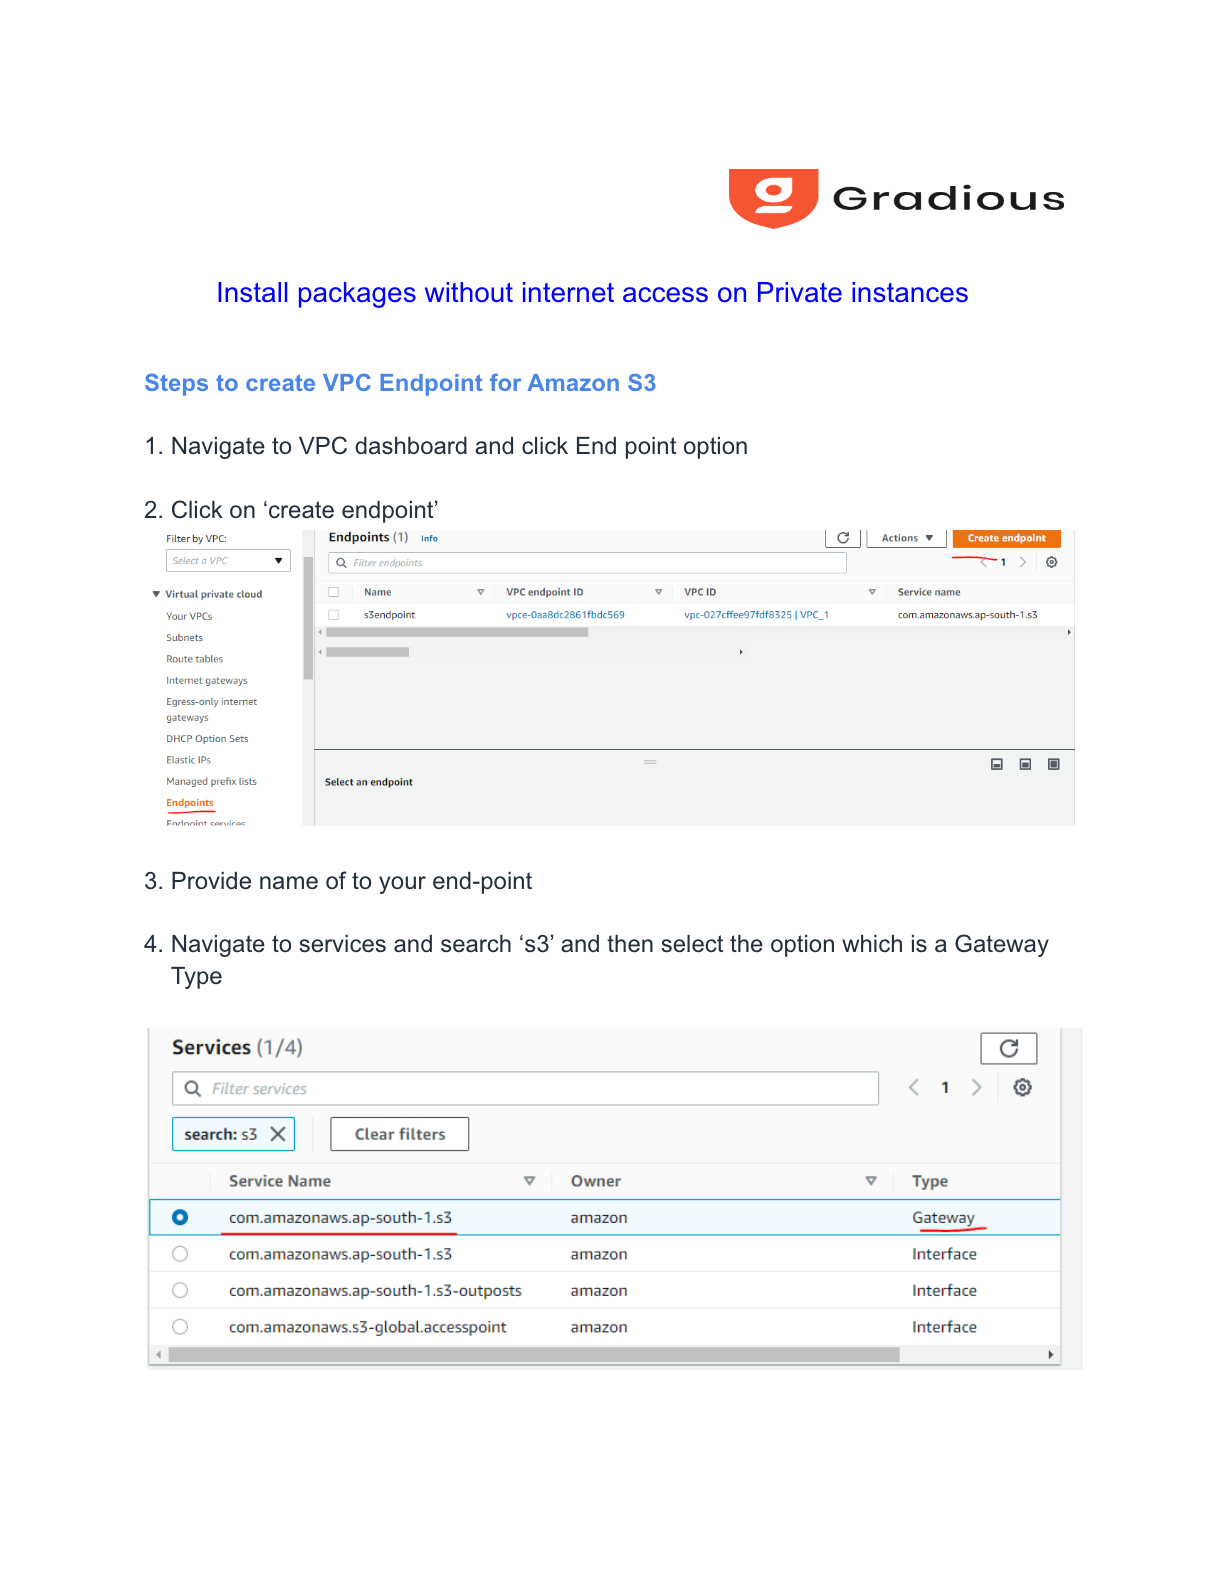 Gradious
Install packages without internet access on Private instances
Steps to create VPC Endpoint for Amazon S3
1. Navigate to VPC dashboard and click End point option
2. Click on ‘create endpoint’
Filter by VPC:
Select a VPC
Virtual private cloud
Your VPCs
Subnets
Route tables
Internet gateways
Egress-only internet
gateways
DHCP Option Sets
Elastic IPs
Managed prefix lists
Endpoints
Endpoint services
Endpoints (1) Info
Actions
Create endpoint
Filter endpoints
1
Name VPC endpoint ID VPC ID Service name
s3endpoint vpce-0aa8dc2861fbdc569 vpc-027cffee97fdf8325 | VPC_1 com.amazonaws.ap-south-1.s3
Select an endpoint
3. Provide name of to your end-point
4. Navigate to services and search ‘s3’ and then select the option which is a Gateway
Type
Services (1/4)
Filter services
1
search: s3
Clear filters
Service Name Owner Type
com.amazonaws.ap-south-1.s3 amazon Gateway
com.amazonaws.ap-south-1.s3 amazon Interface
com.amazonaws.ap-south-1.s3-outposts amazon Interface
com.amazonaws.s3-global.accesspoint amazon Interface